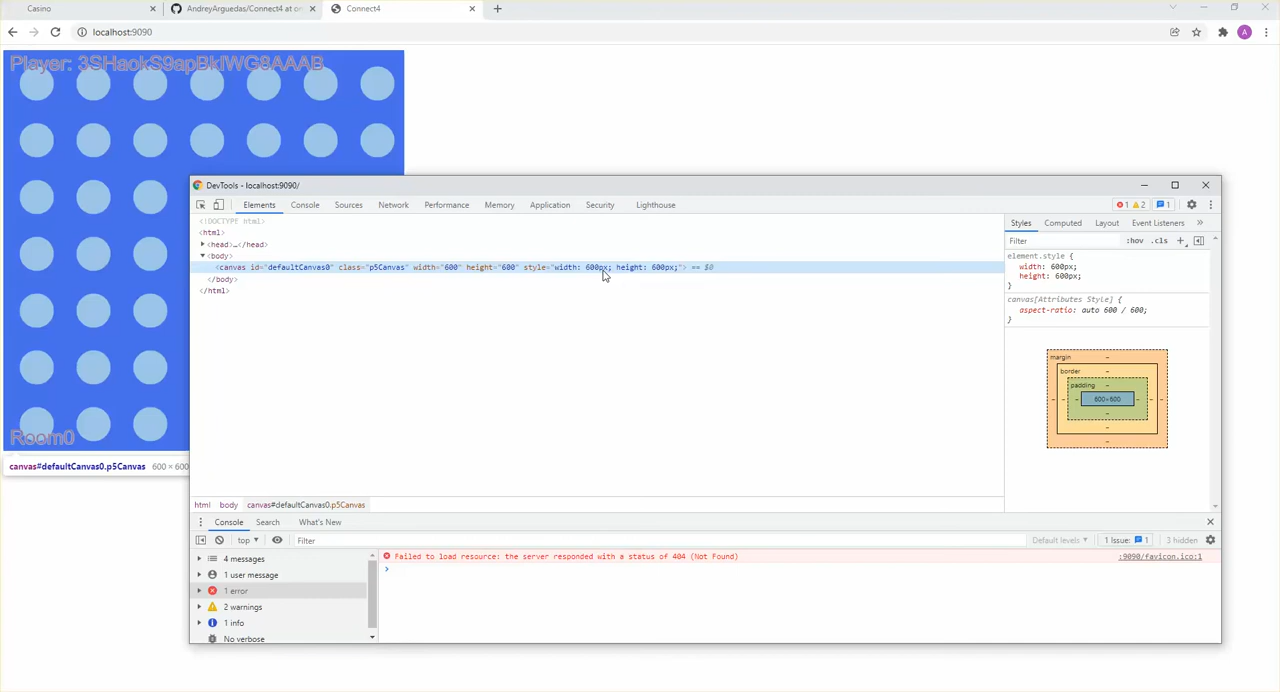 Casino
AndreyArguedas/Connect4 at or
Connect4
localhost:9090
A
Player: 3SHaokS9apBklWG8AAAB
Room0
canvas#defaultCanvas0.p5Canvas 600 × 600
DevTools - localhost:9090/
Elements Console Sources Network Performance Memory Application Security Lighthouse
1 2 1
<!DOCTYPE html>
<html>
<head>…</head>
<body>
<canvas id="defaultCanvas0" class="p5Canvas" width="600" height="600" style="width: 600px; height: 600px;"> == $0
</body>
</html>
Styles Computed Layout Event Listeners »
Filter :hov .cls +
element.style {
width: 600px;
height: 600px;
}
canvas[Attributes Style] {
aspect-ratio: auto 600 / 600;
}
margin –
border –
padding –
– – – 600×600 – – –
–
–
–
html body canvas#defaultCanvas0.p5Canvas
Console Search What's New
top Filter Default levels 1 Issue: 1 3 hidden
4 messages
1 user message
1 error
2 warnings
1 info
No verbose
Failed to load resource: the server responded with a status of 404 (Not Found) :9090/favicon.ico:1